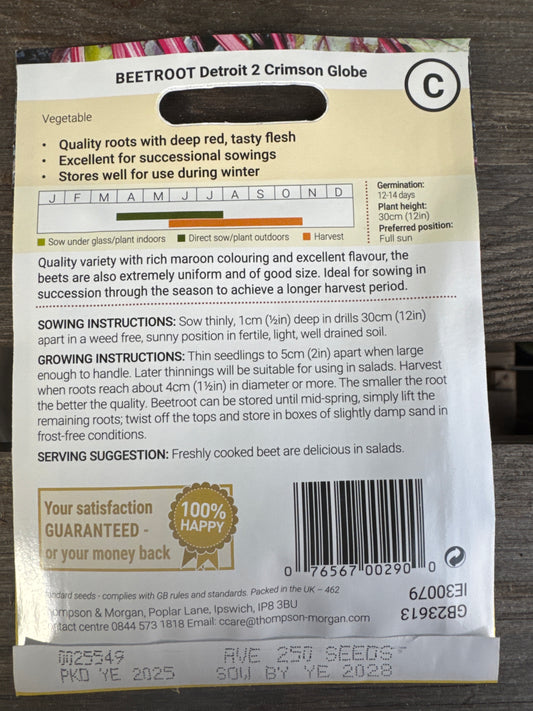 BEETROOT Detroit 2 Crimson Globe
C
Vegetable
• Quality roots with deep red, tasty flesh
• Excellent for successional sowings
• Stores well for use during winter
J F M A M J J A S O N D
Sow under glass/plant indoors Direct sow/plant outdoors Harvest
Germination:
12-14 days
Plant height:
30cm (12in)
Preferred position:
Full sun
Quality variety with rich maroon colouring and excellent flavour, the
beets are also extremely uniform and of good size. Ideal for sowing in
succession through the season to achieve a longer harvest period.
SOWING INSTRUCTIONS: Sow thinly, 1cm (½in) deep in drills 30cm (12in)
apart in a weed free, sunny position in fertile, light, well drained soil.
GROWING INSTRUCTIONS: Thin seedlings to 5cm (2in) apart when large
enough to handle. Later thinnings will be suitable for using in salads. Harvest
when roots reach about 4cm (1½in) in diameter or more. The smaller the root
the better the quality. Beetroot can be stored until mid-spring, simply lift the
remaining roots; twist off the tops and store in boxes of slightly damp sand in
frost-free conditions.
SERVING SUGGESTION: Freshly cooked beet are delicious in salads.
Your satisfaction
GUARANTEED -
or your money back
100%
HAPPY
0 76567 00290 0
IE30079
GB23613
ndard seeds - complies with GB rules and standards. Packed in the UK – 462
ompson & Morgan, Poplar Lane, Ipswich, IP8 3BU
tact centre 0844 573 1818 Email: ccare@thompson-morgan.com
0025549 AVE 250 SEEDS
PKD YE 2025 SOW BY YE 2028